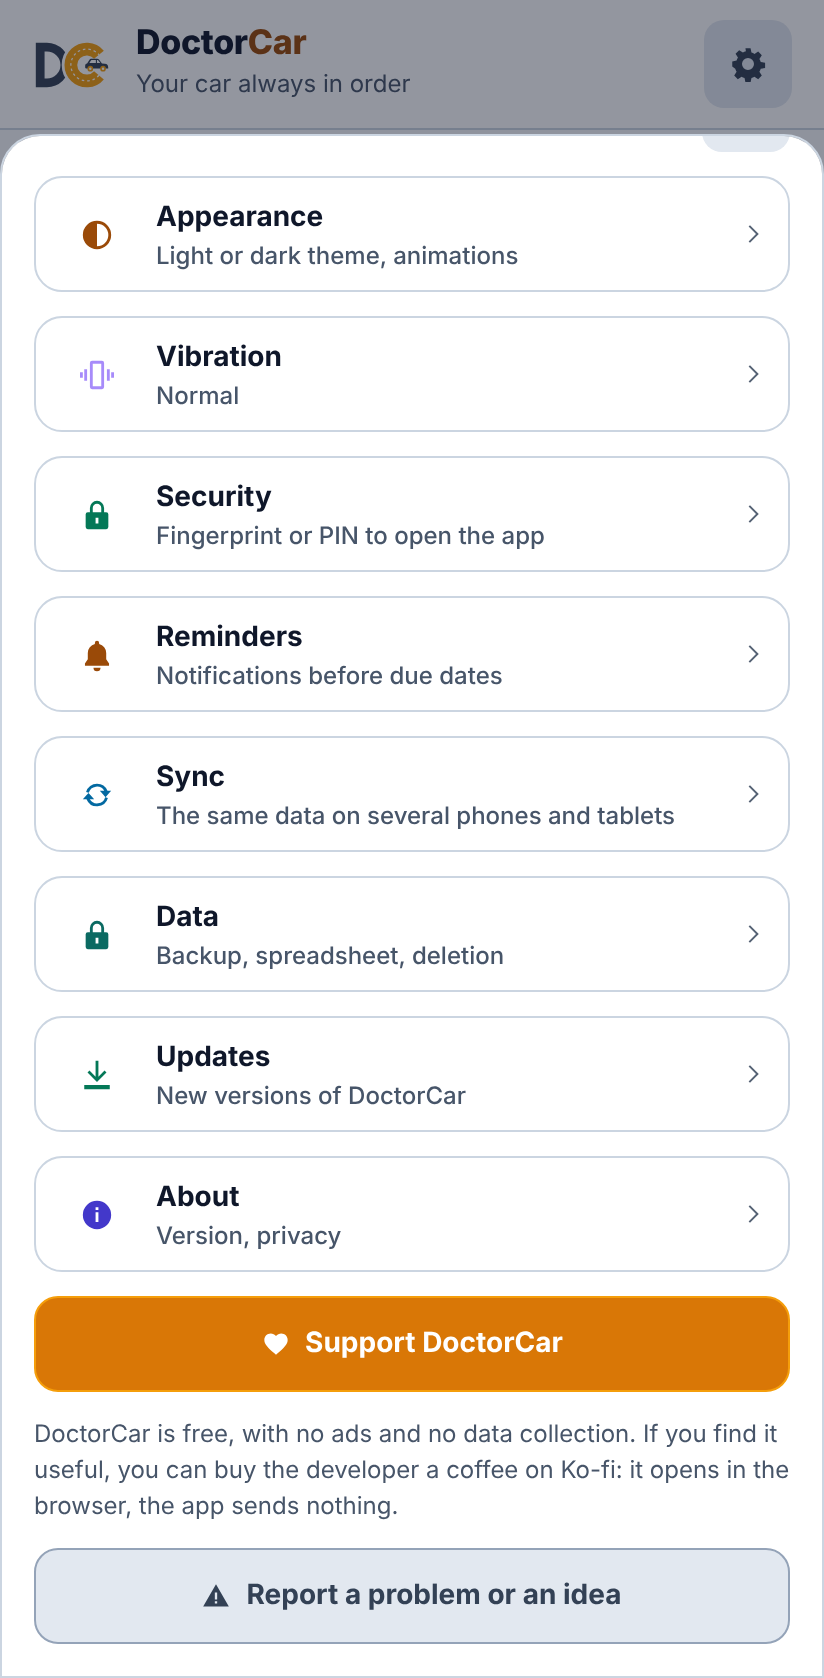 DC
DoctorCar
Your car always in order
Appearance
Light or dark theme, animations
Vibration
Normal
Security
Fingerprint or PIN to open the app
Reminders
Notifications before due dates
Sync
The same data on several phones and tablets
Data
Backup, spreadsheet, deletion
Updates
New versions of DoctorCar
About
Version, privacy
Support DoctorCar
DoctorCar is free, with no ads and no data collection. If you find it
useful, you can buy the developer a coffee on Ko-fi: it opens in the
browser, the app sends nothing.
Report a problem or an idea